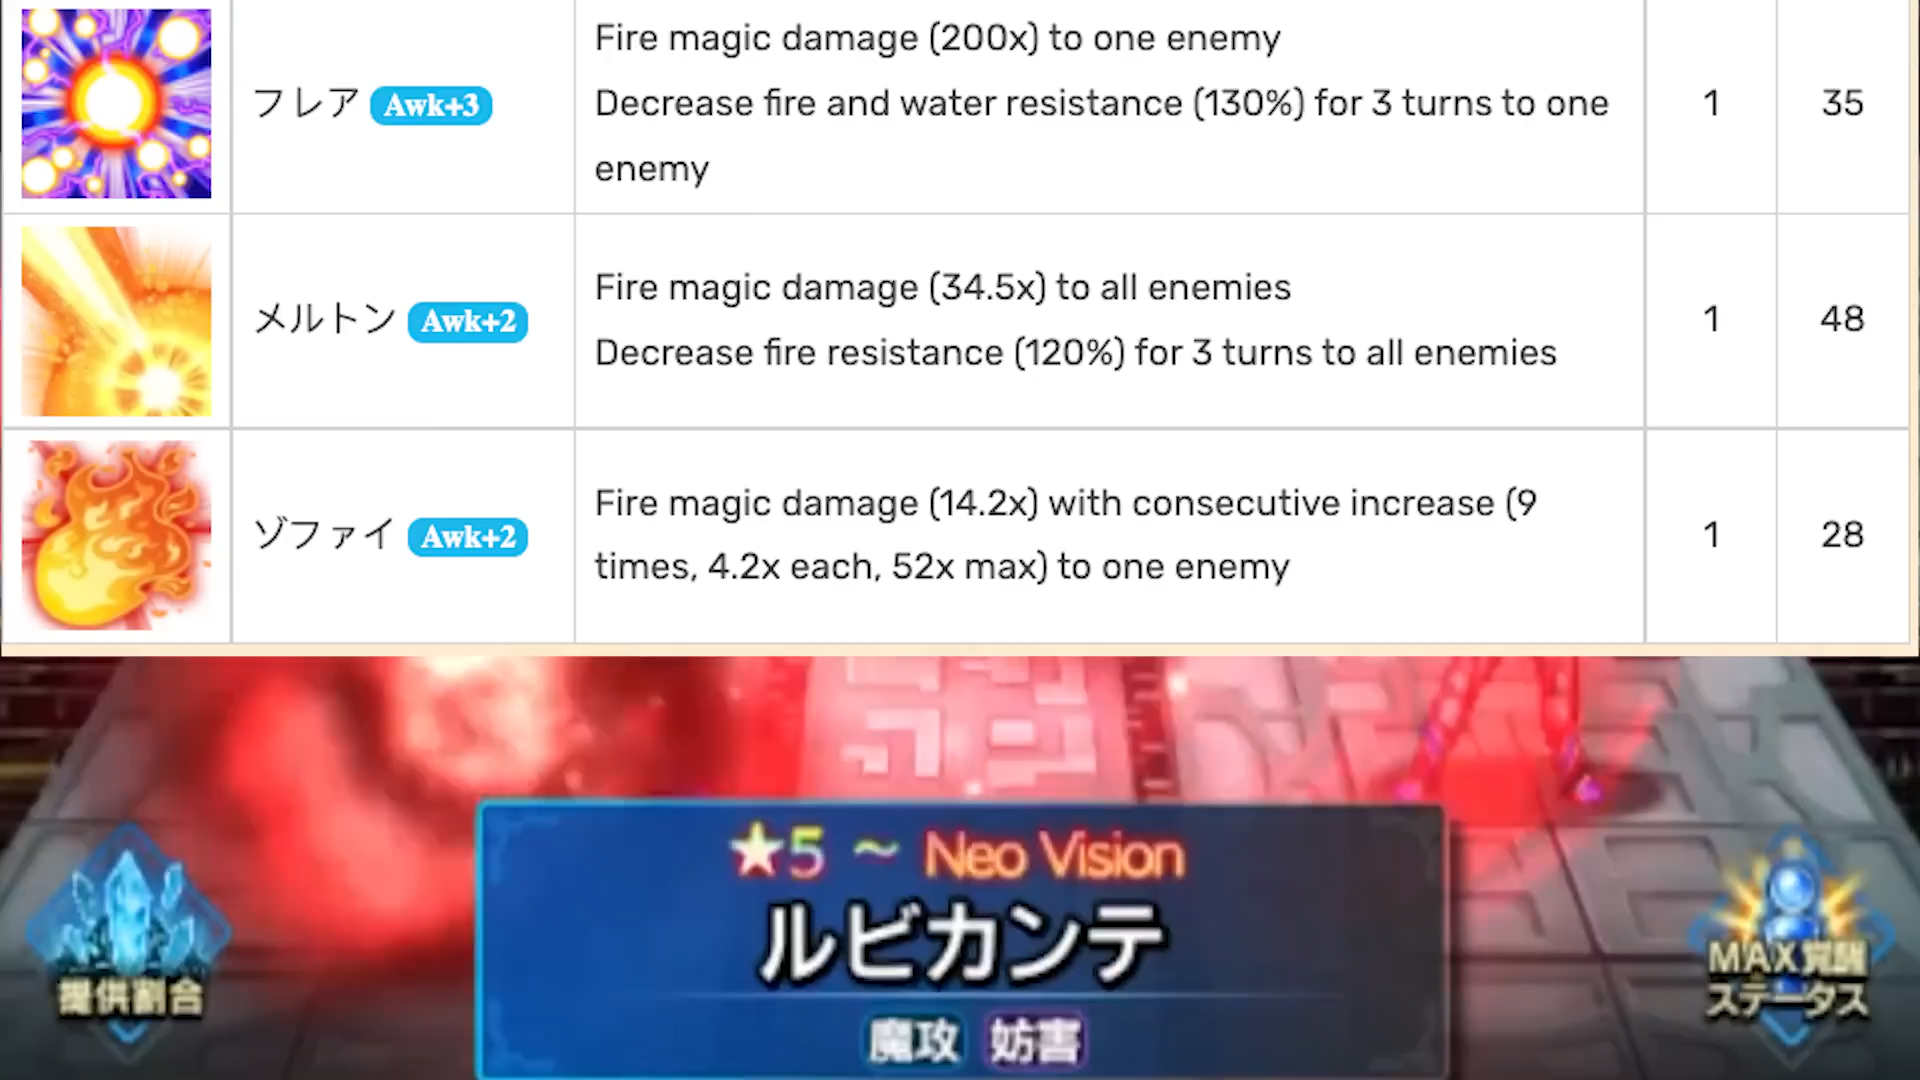 Fire magic damage (200x) to one enemy
フレア Awk+3 Decrease fire and water resistance (130%) for 3 turns to one 1 35
enemy
Fire magic damage (34.5x) to all enemies
メルトン Awk+2 1 48
Decrease fire resistance (120%) for 3 turns to all enemies
Fire magic damage (14.2x) with consecutive increase (9
ゾファイ Awk+2 1 28
times, 4.2x each, 52x max) to one enemy
★5 ～ Neo Vision
ルビカンテ
魔攻 妨害
提供割合
MAX覚醒
ステータス